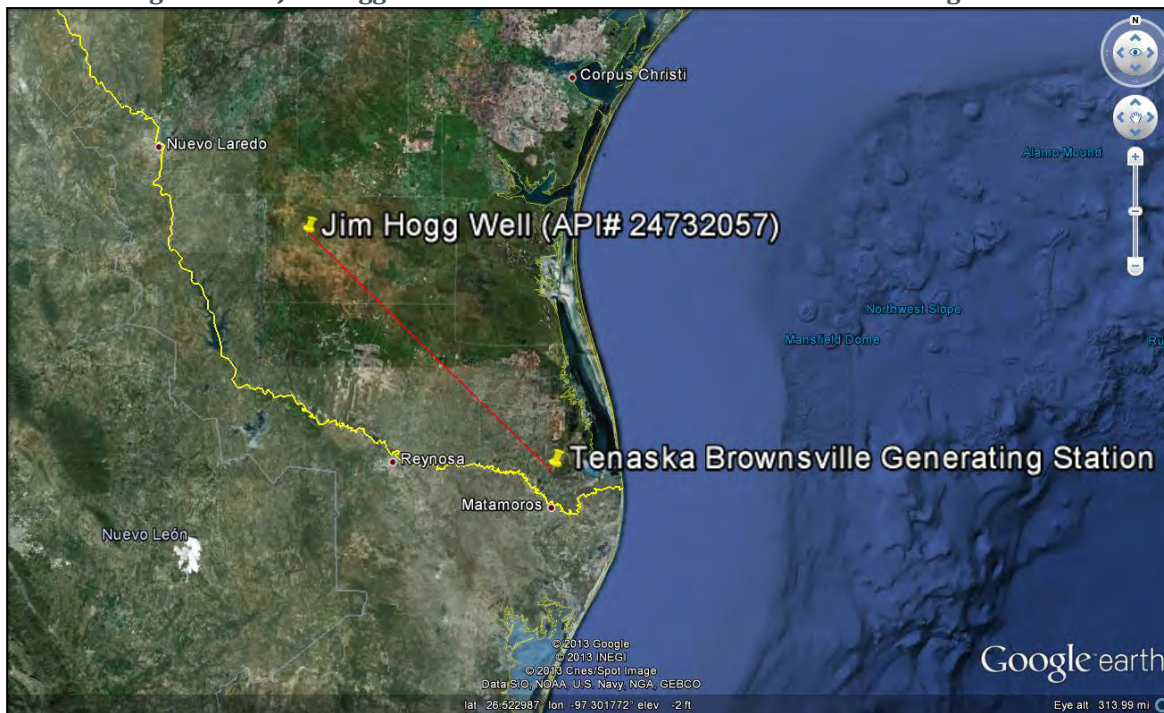 N
Corpus Christi
Nuevo Laredo
Alamo Mound
Jim Hogg Well (API# 24732057)
Northwest Slope
Mansfield Dome
Ru
Reynosa
Tenaska Brownsville Generating Station
Matamoros
Nuevo León
© 2013 Google
© 2013 INEGI
© 2013 Cnes/Spot Image
Data SIO, NOAA, U.S. Navy, NGA, GEBCO
Google earth
lat 26.522987° lon -97.301772° elev -2 ft
Eye alt 313.99 mi